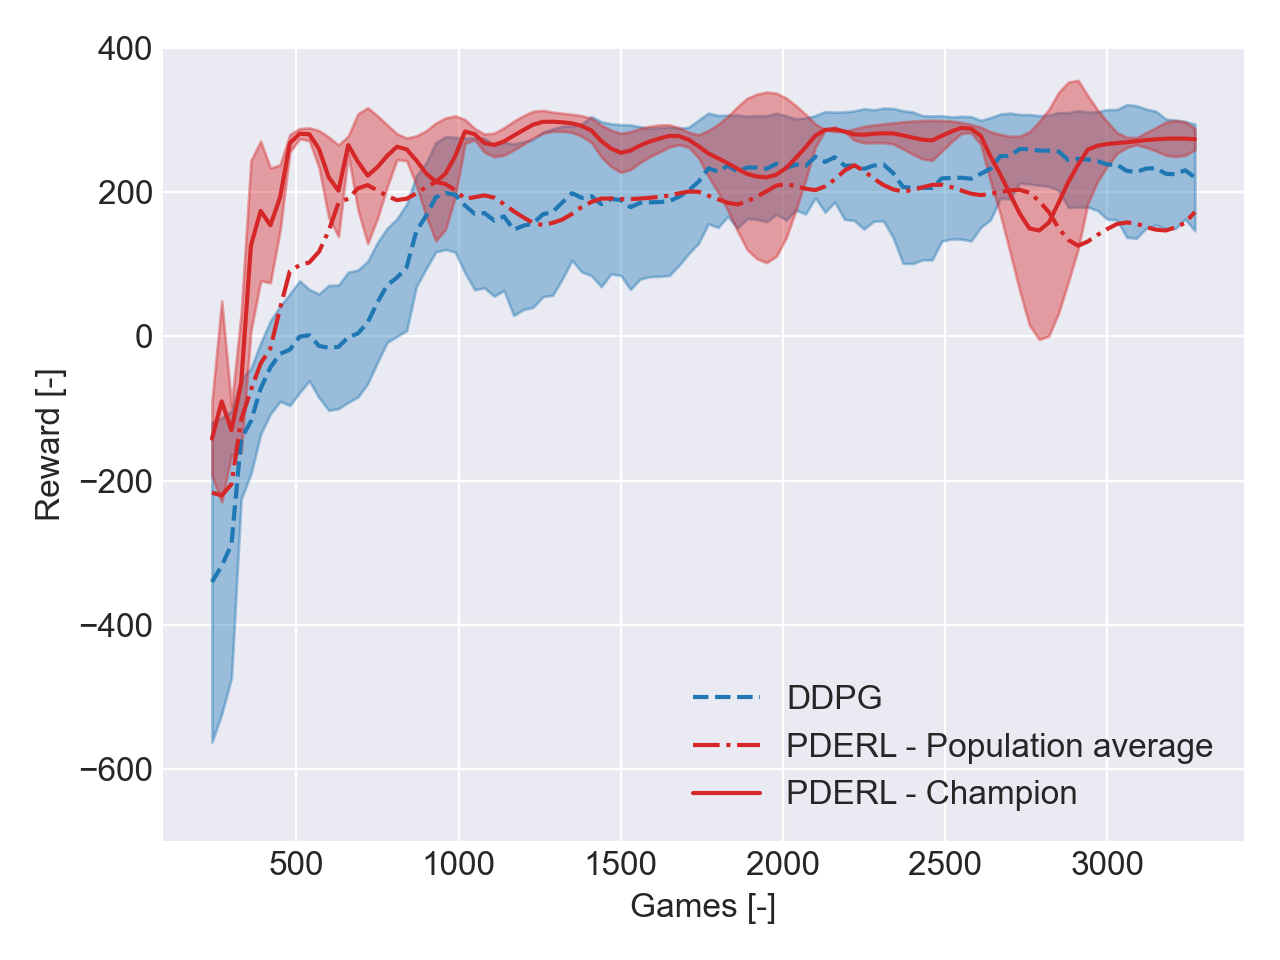 400
200
0
−200
−400
−600
Reward [-]
DDPG
PDERL - Population average
PDERL - Champion
500 1000 1500 2000 2500 3000
Games [-]